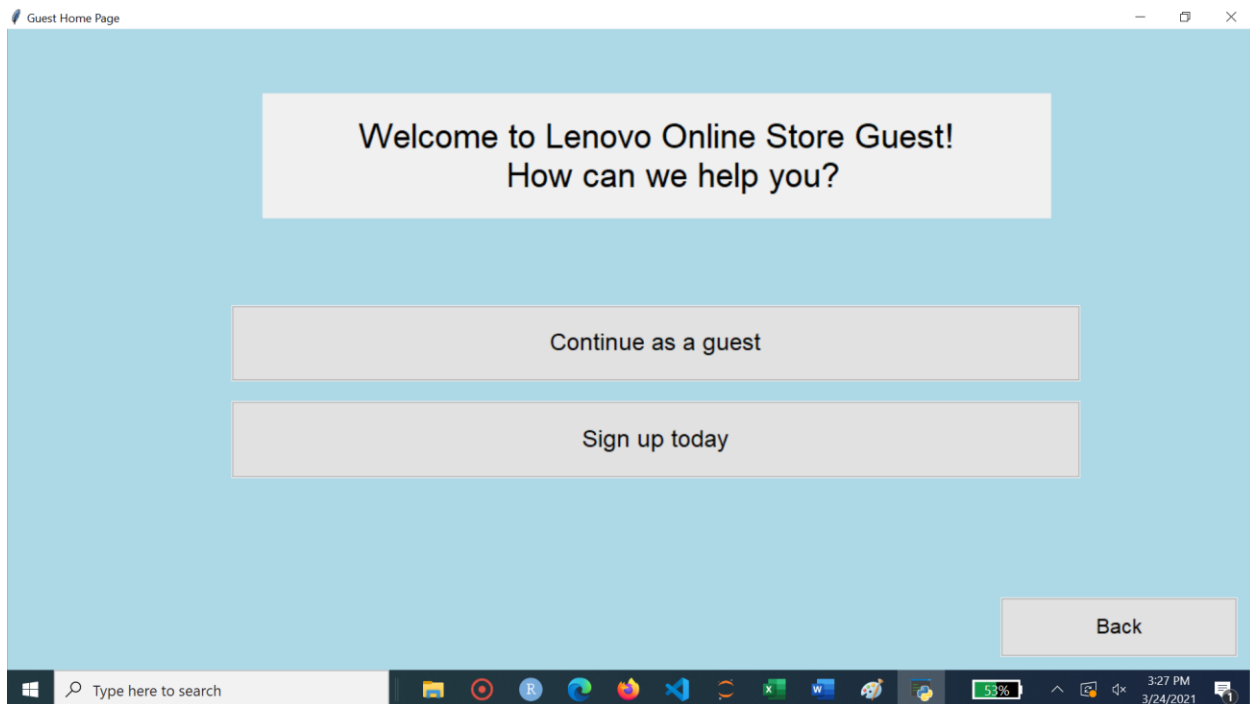 Guest Home Page
Welcome to Lenovo Online Store Guest!
How can we help you?
Continue as a guest
Sign up today
Back
Type here to search
R
53%
3:27 PM
3/24/2021
1